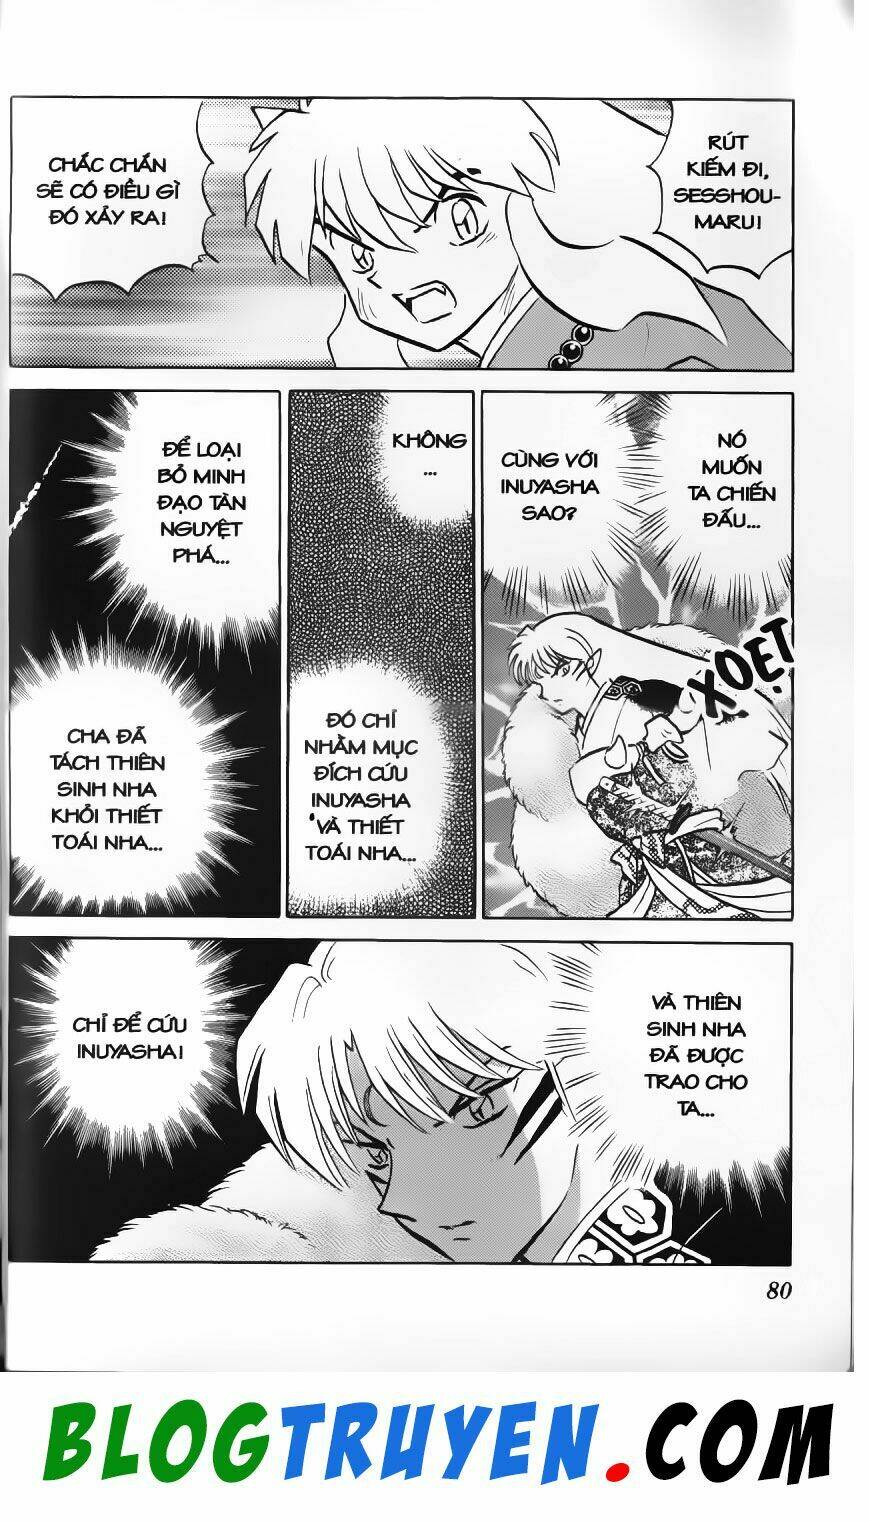 RÚT
KIẾM ĐI,
SESSHOU-
MARU!
CHẮC CHẮN
SẼ CÓ ĐIỀU GÌ
ĐÓ XẢY RA!
NÓ
MUỐN
TA CHIẾN
ĐẤU...
CÙNG VỚI
INUYASHA
SAO?
XOẸT
KHÔNG
...
ĐÓ CHỈ
NHẰM MỤC
ĐÍCH CỨU
INUYASHA
VÀ THIẾT
TOÁI NHA...
ĐỂ LOẠI
BỎ MINH
ĐẠO TÀN
NGUYỆT
PHÁ...
CHA ĐÃ
TÁCH THIÊN
SINH NHA
KHỎI THIẾT
TOÁI NHA...
VÀ THIÊN
SINH NHA
ĐÃ ĐƯỢC
TRAO CHO
TA...
CHỈ ĐỂ CỨU
INUYASHA!
80
BLOGTRUYEN.COM